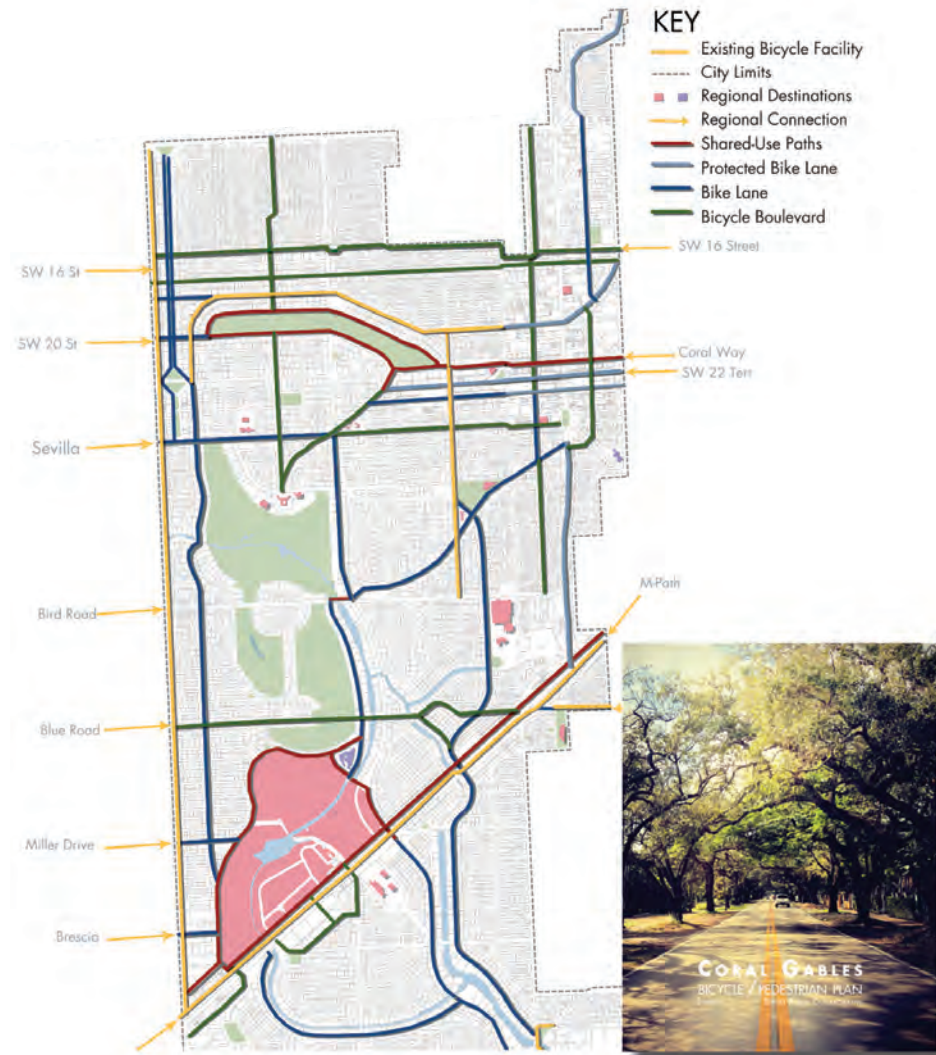 KEY
Existing Bicycle Facility
City Limits
Regional Destinations
Regional Connection
Shared-Use Paths
Protected Bike Lane
Bike Lane
Bicycle Boulevard
SW 16 Street
SW 16 St
SW 20 St
Coral Way
SW 22 Terr
Sevilla
M-Path
Bird Road
Blue Road
Miller Drive
Brescia
CORAL GABLES
BICYCLE / PEDESTRIAN PLAN